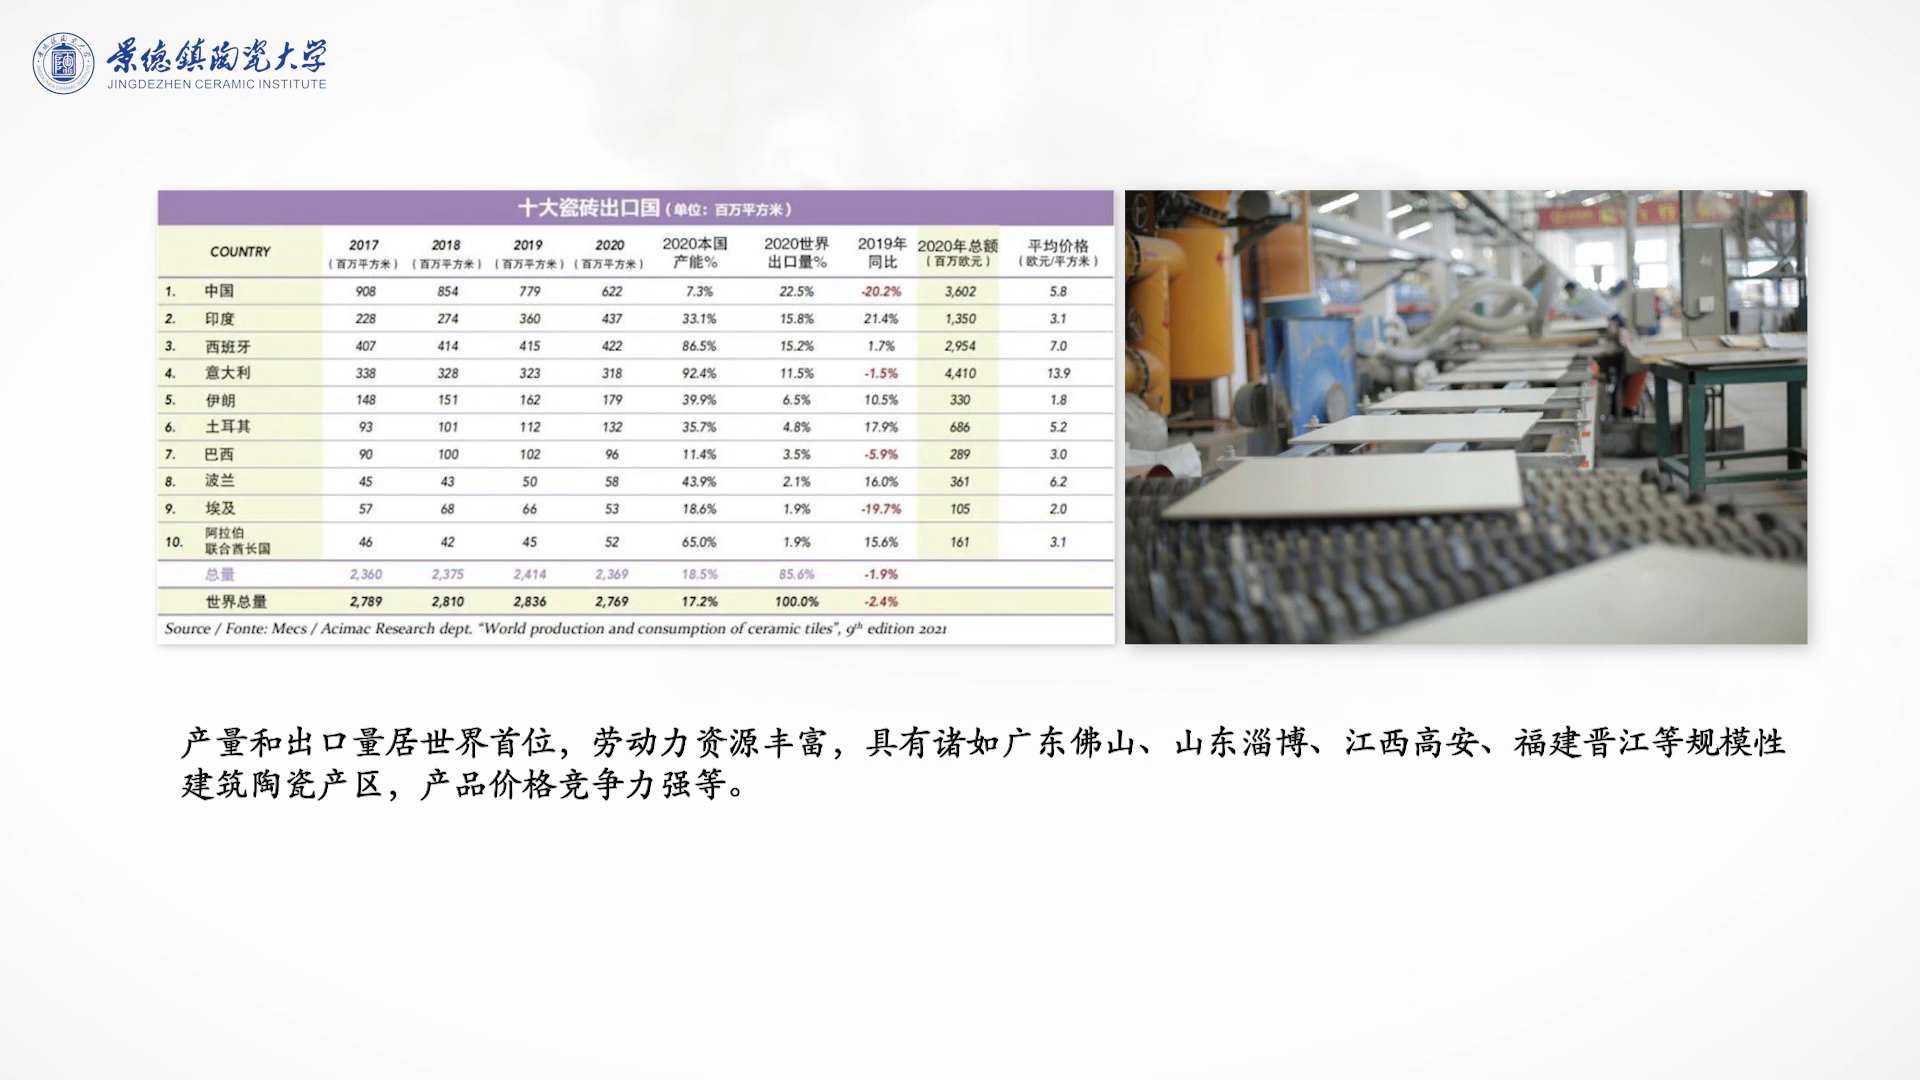 景德镇陶瓷大学
JINGDEZHEN CERAMIC INSTITUTE
十大瓷砖出口国（单位：百万平方米）
COUNTRY 2017（百万平方米） 2018（百万平方米） 2019（百万平方米） 2020（百万平方米） 2020本国产能% 2020世界出口量% 2019年同比 2020年总额（百万欧元） 平均价格（欧元/平方米）
1. 中国 908 854 779 622 7.3% 22.5% -20.2% 3,602 5.8
2. 印度 228 274 360 437 33.1% 15.8% 21.4% 1,350 3.1
3. 西班牙 407 414 415 422 86.5% 15.2% 1.7% 2,954 7.0
4. 意大利 338 328 323 318 92.4% 11.5% -1.5% 4,410 13.9
5. 伊朗 148 151 162 179 39.9% 6.5% 10.5% 330 1.8
6. 土耳其 93 101 112 132 35.7% 4.8% 17.9% 686 5.2
7. 巴西 90 100 102 96 11.4% 3.5% -5.9% 289 3.0
8. 波兰 45 43 50 58 43.9% 2.1% 16.0% 361 6.2
9. 埃及 57 68 66 53 18.6% 1.9% -19.7% 105 2.0
10. 阿拉伯联合酋长国 46 42 45 52 65.0% 1.9% 15.6% 161 3.1
总量 2,360 2,375 2,414 2,369 18.5% 85.6% -1.9%
世界总量 2,789 2,810 2,836 2,769 17.2% 100.0% -2.4%
Source / Fonte: Mecs / Acimac Research dept. “World production and consumption of ceramic tiles”, 9th edition 2021
产量和出口量居世界首位，劳动力资源丰富，具有诸如广东佛山、山东淄博、江西高安、福建晋江等规模性
建筑陶瓷产区，产品价格竞争力强等。